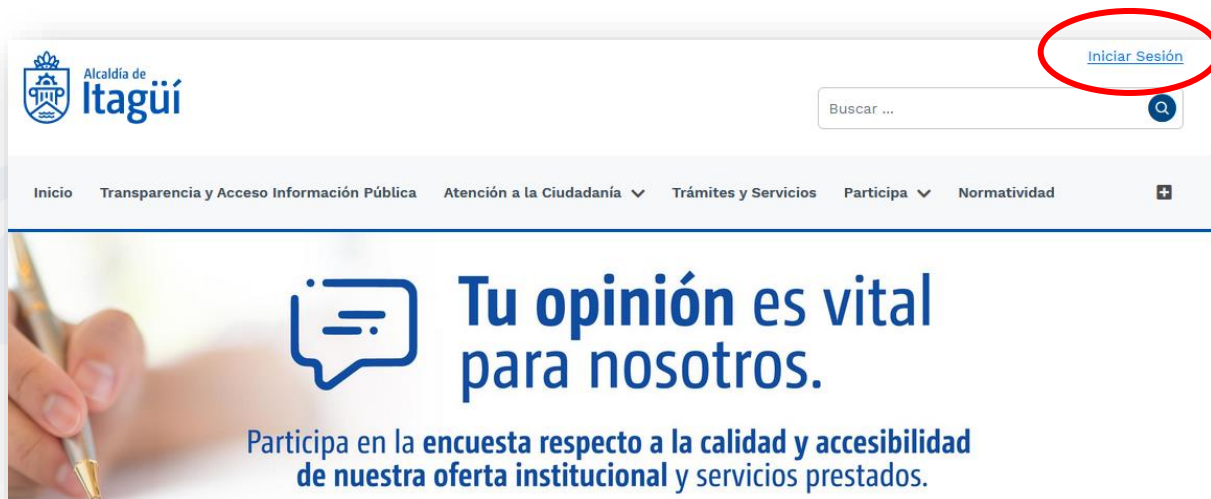 Iniciar Sesión
Alcaldía de
Itagüí
Buscar ...
Inicio Transparencia y Acceso Información Pública Atención a la Ciudadanía Trámites y Servicios Participa Normatividad
Tu opinión es vital
para nosotros.
Participa en la encuesta respecto a la calidad y accesibilidad
de nuestra oferta institucional y servicios prestados.